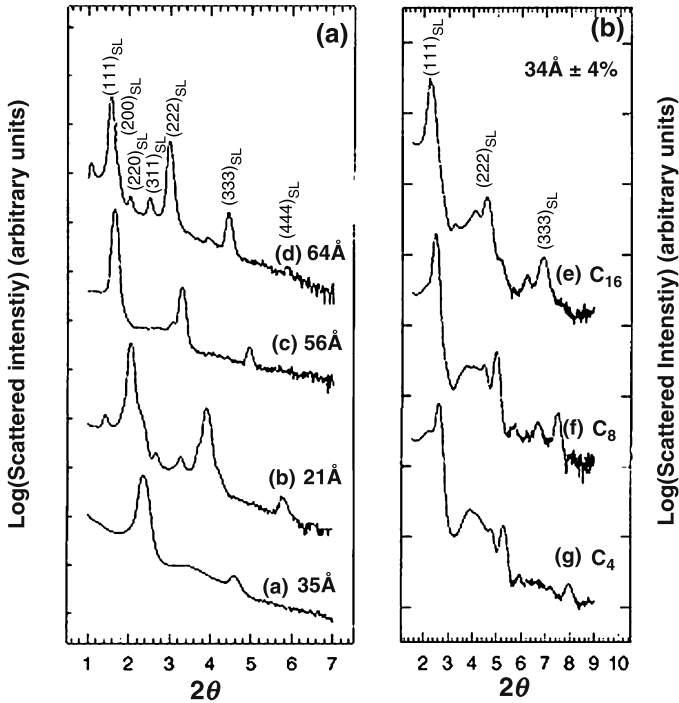 (a)
(111)SL
(200)SL
(220)SL
(311)SL
(222)SL
(333)SL
(444)SL
(d) 64Å
(c) 56Å
(b) 21Å
(a) 35Å
Log(Scattered intenstiy) (arbitrary units)
1 2 3 4 5 6 7
2θ
(b)
34Å ± 4%
(111)SL
(222)SL
(333)SL
(e) C16
(f) C8
(g) C4
2 3 4 5 6 7 8 9 10
2θ
Log(Scattered Intensity) (arbitrary units)